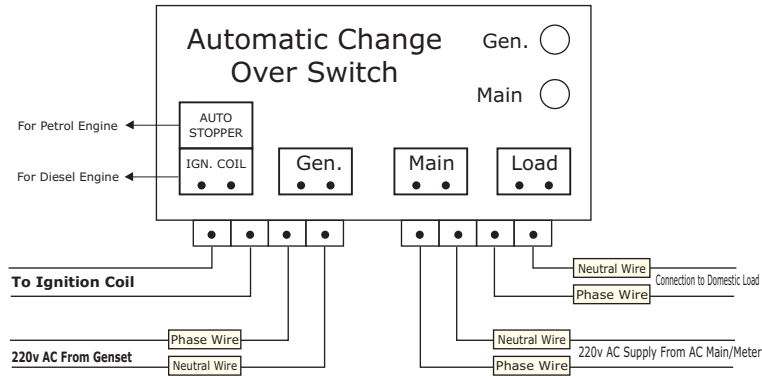 Automatic Change
Over Switch
Gen.
Main
AUTO
STOPPER
For Petrol Engine
IGN. COIL
For Diesel Engine
Gen.
Main
Load
To Ignition Coil
Neutral Wire
Connection to Domestic Load
Phase Wire
Phase Wire
220v AC From Genset
Neutral Wire
Neutral Wire
220v AC Supply From AC Main/Meter
Phase Wire